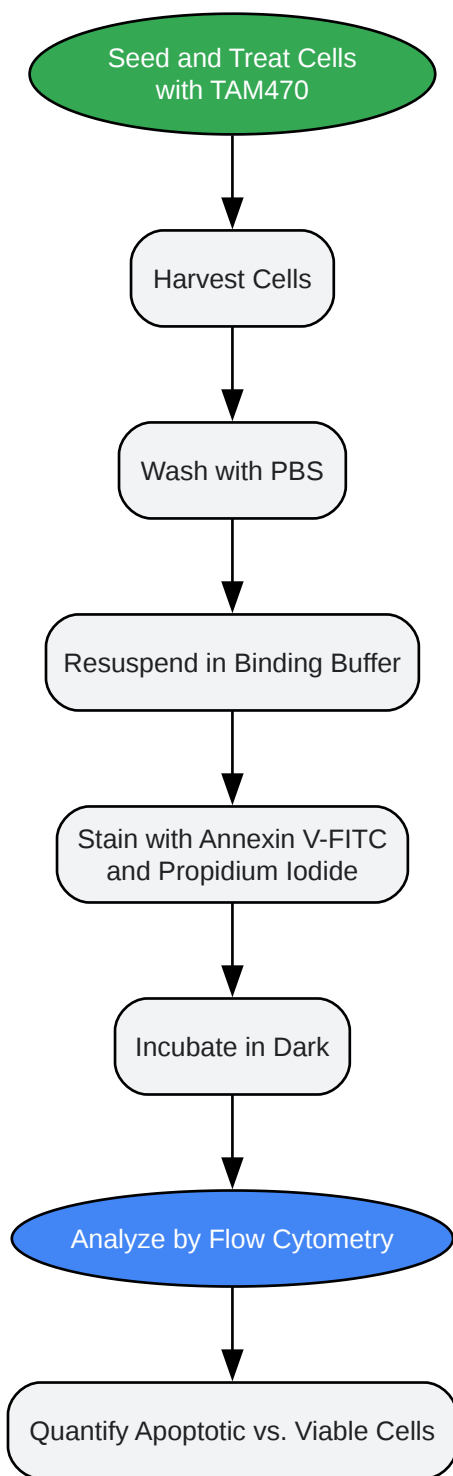 Seed and Treat Cells
with TAM470
Harvest Cells
Wash with PBS
Resuspend in Binding Buffer
Stain with Annexin V-FITC
and Propidium Iodide
Incubate in Dark
Analyze by Flow Cytometry
Quantify Apoptotic vs. Viable Cells